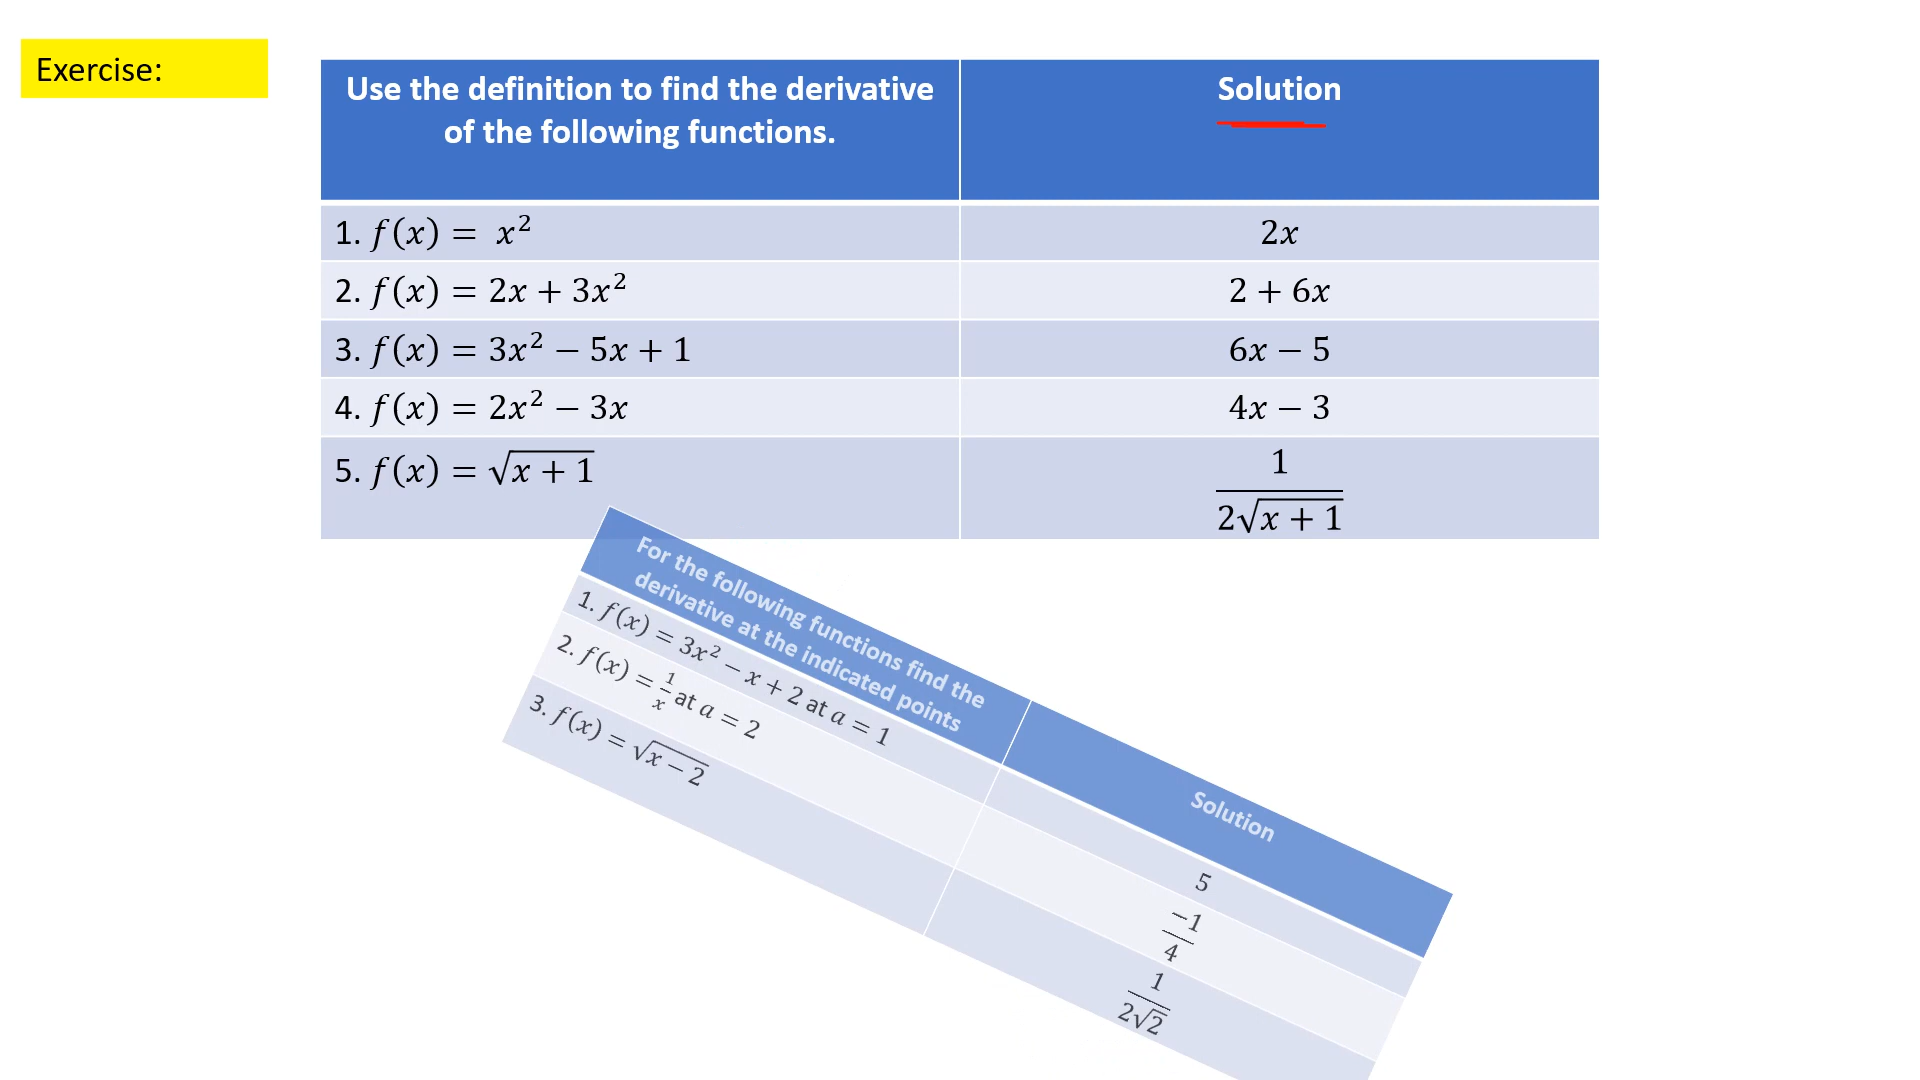 Exercise:
Use the definition to find the derivative
of the following functions.
Solution
1. f(x) = x²
2x
2. f(x) = 2x + 3x²
2 + 6x
3. f(x) = 3x² − 5x + 1
6x − 5
4. f(x) = 2x² − 3x
4x − 3
5. f(x) = √(x + 1)
1
2√(x + 1)
For the following functions find the
derivative at the indicated points
Solution
1. f(x) = 3x² − x + 2 at a = 1
5
2. f(x) = 1/x at a = 2
−1
4
3. f(x) = √(x − 2)
1
2√2